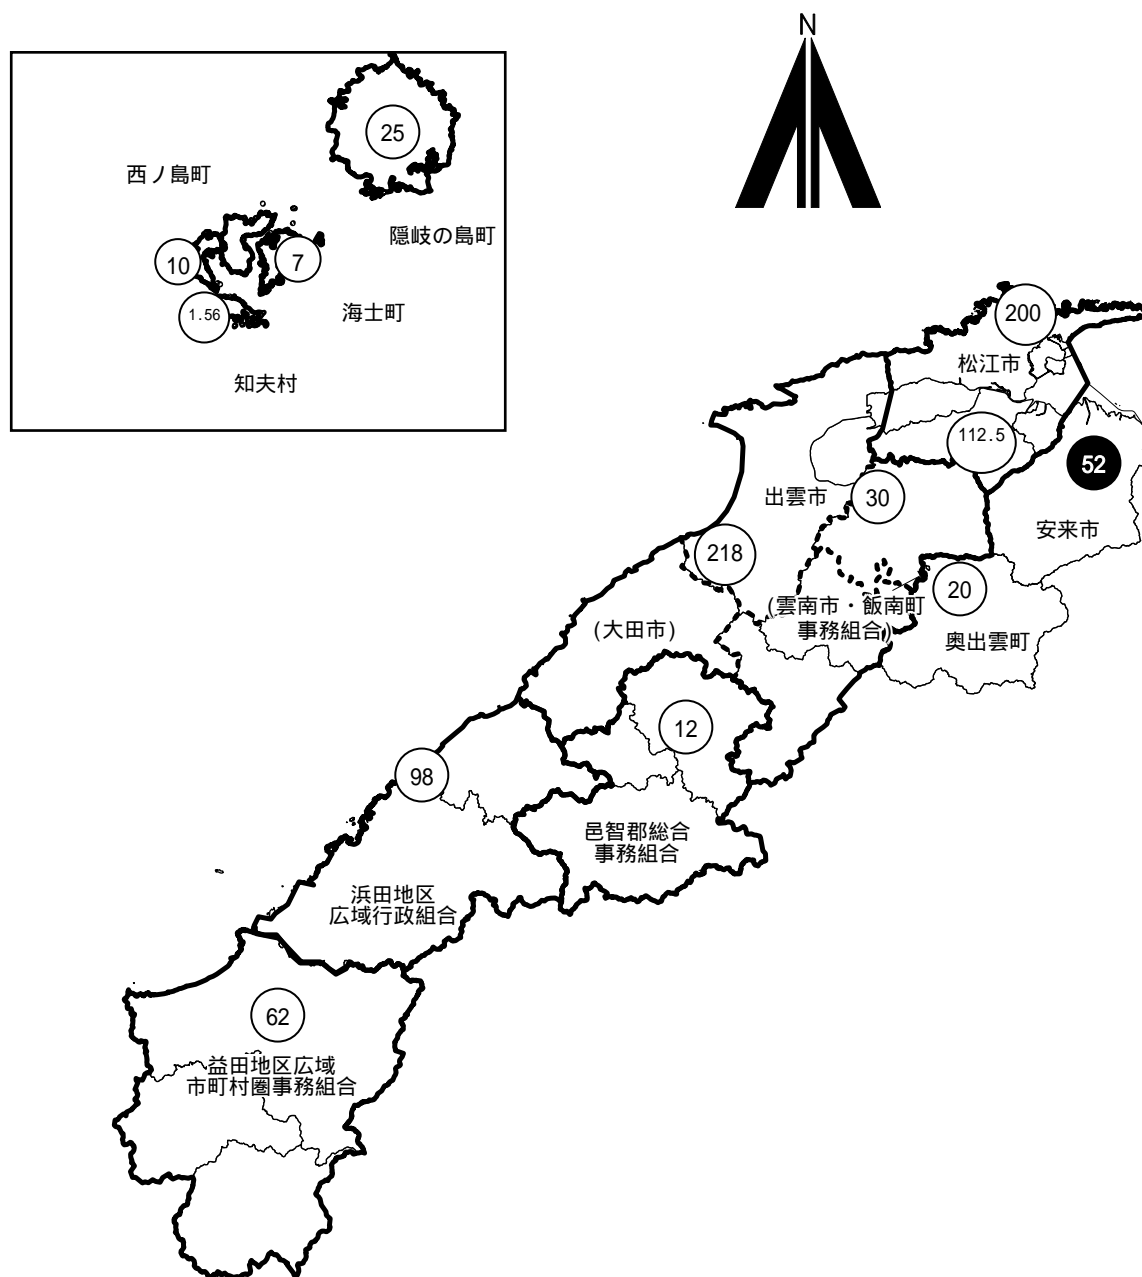 N
25
西ノ島町
隠岐の島町
10
7
1.56
海士町
知夫村
200
松江市
112.5
52
出雲市
30
安来市
218
20
(雲南市・飯南町
事務組合)
(大田市)
奥出雲町
12
98
邑智郡総合
事務組合
浜田地区
広域行政組合
62
益田地区広域
市町村圏事務組合